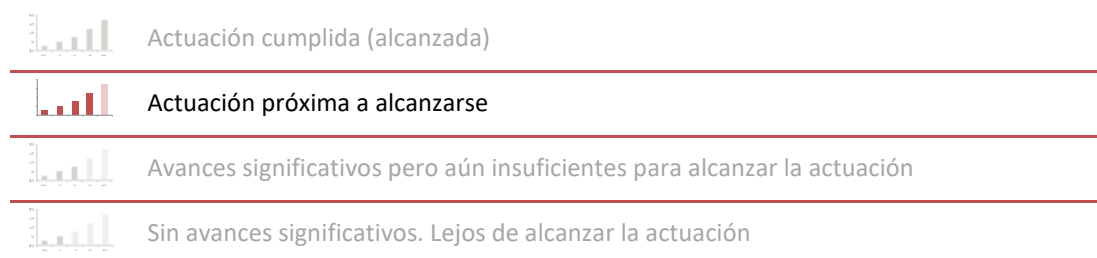 Actuación cumplida (alcanzada)
Actuación próxima a alcanzarse
Avances significativos pero aún insuficientes para alcanzar la actuación
Sin avances significativos. Lejos de alcanzar la actuación